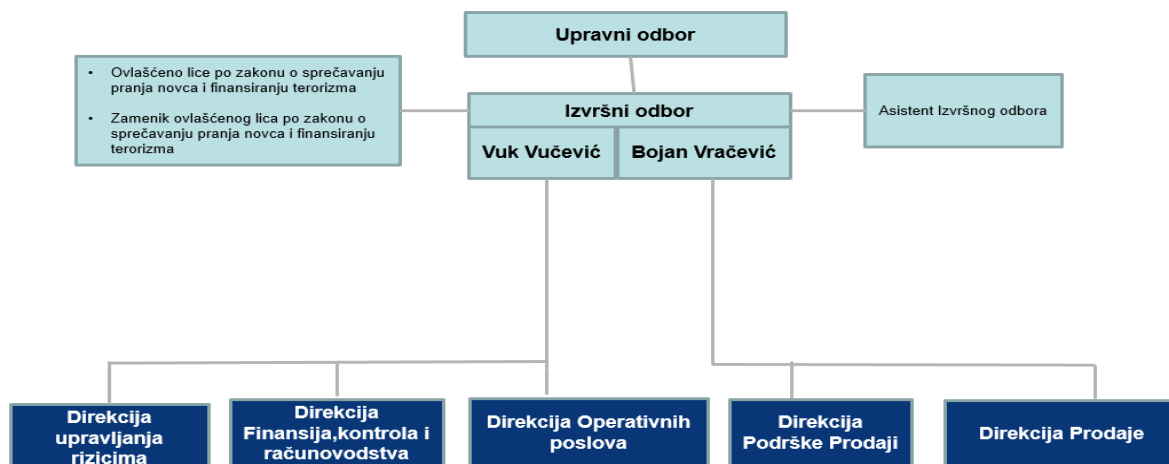 Upravni odbor
• Ovlašćeno lice po zakonu o sprečavanju
pranja novca i finansiranju terorizma
• Zamenik ovlašćenog lica po zakonu o
sprečavanju pranja novca i finansiranju
terorizma
Izvršni odbor
Vuk Vučević
Bojan Vračević
Asistent Izvršnog odbora
Direkcija
upravljanja
rizicima
Direkcija
Finansija,kontrola i
računovodstva
Direkcija Operativnih
poslova
Direkcija
Podrške Prodaji
Direkcija Prodaje